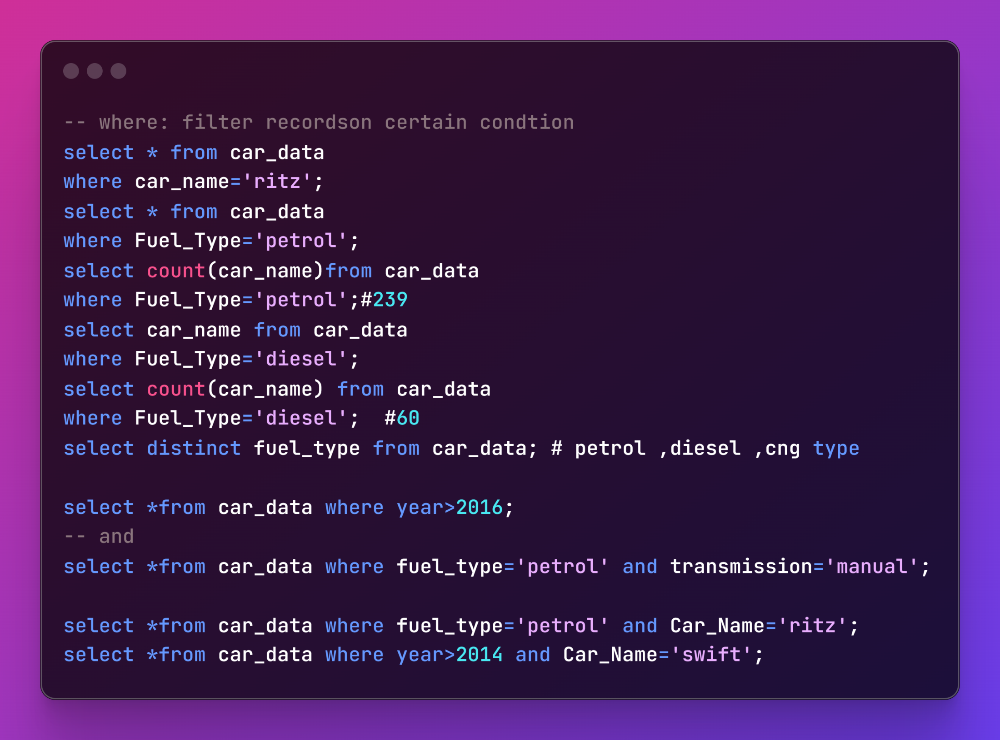 -- where: filter recordson certain condtion
select * from car_data
where car_name='ritz';
select * from car_data
where Fuel_Type='petrol';
select count(car_name)from car_data
where Fuel_Type='petrol';#239
select car_name from car_data
where Fuel_Type='diesel';
select count(car_name) from car_data
where Fuel_Type='diesel';  #60
select distinct fuel_type from car_data; # petrol ,diesel ,cng type
select *from car_data where year>2016;
-- and
select *from car_data where fuel_type='petrol' and transmission='manual';
select *from car_data where fuel_type='petrol' and Car_Name='ritz';
select *from car_data where year>2014 and Car_Name='swift';